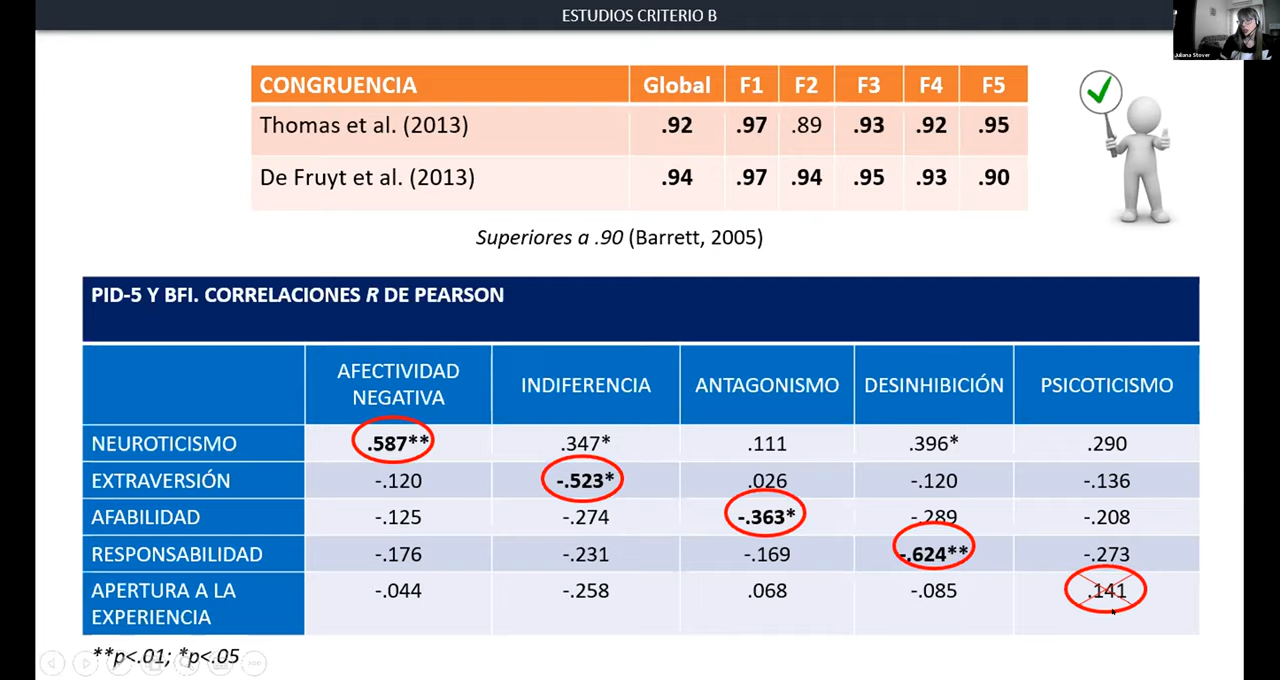 ESTUDIOS CRITERIO B
Juliana Stover
CONGRUENCIA Global F1 F2 F3 F4 F5
Thomas et al. (2013) .92 .97 .89 .93 .92 .95
De Fruyt et al. (2013) .94 .97 .94 .95 .93 .90
Superiores a .90 (Barrett, 2005)
PID-5 Y BFI. CORRELACIONES R DE PEARSON
AFECTIVIDAD
NEGATIVA INDIFERENCIA ANTAGONISMO DESINHIBICIÓN PSICOTICISMO
NEUROTICISMO .587** .347* .111 .396* .290
EXTRAVERSIÓN -.120 -.523* .026 -.120 -.136
AFABILIDAD -.125 -.274 -.363* -.289 -.208
RESPONSABILIDAD -.176 -.231 -.169 -.624** -.273
APERTURA A LA -.044 -.258 .068 -.085 .141
EXPERIENCIA
**p<.01; *p<.05